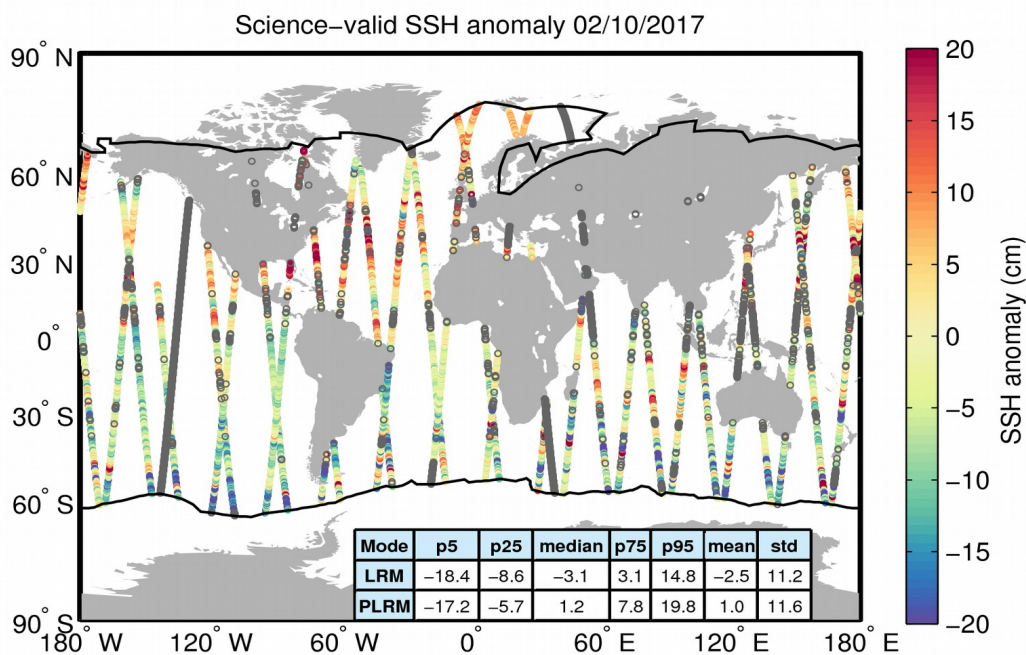 Science−valid SSH anomaly 02/10/2017
90° N
60° N
30° N
0°
30° S
60° S
90° S
180° W
120° W
60° W
0°
60° E
120° E
180° E
20
15
10
5
0
−5
−10
−15
−20
SSH anomaly (cm)
Mode p5 p25 median p75 p95 mean std
LRM −18.4 −8.6 −3.1 3.1 14.8 −2.5 11.2
PLRM −17.2 −5.7 1.2 7.8 19.8 1.0 11.6